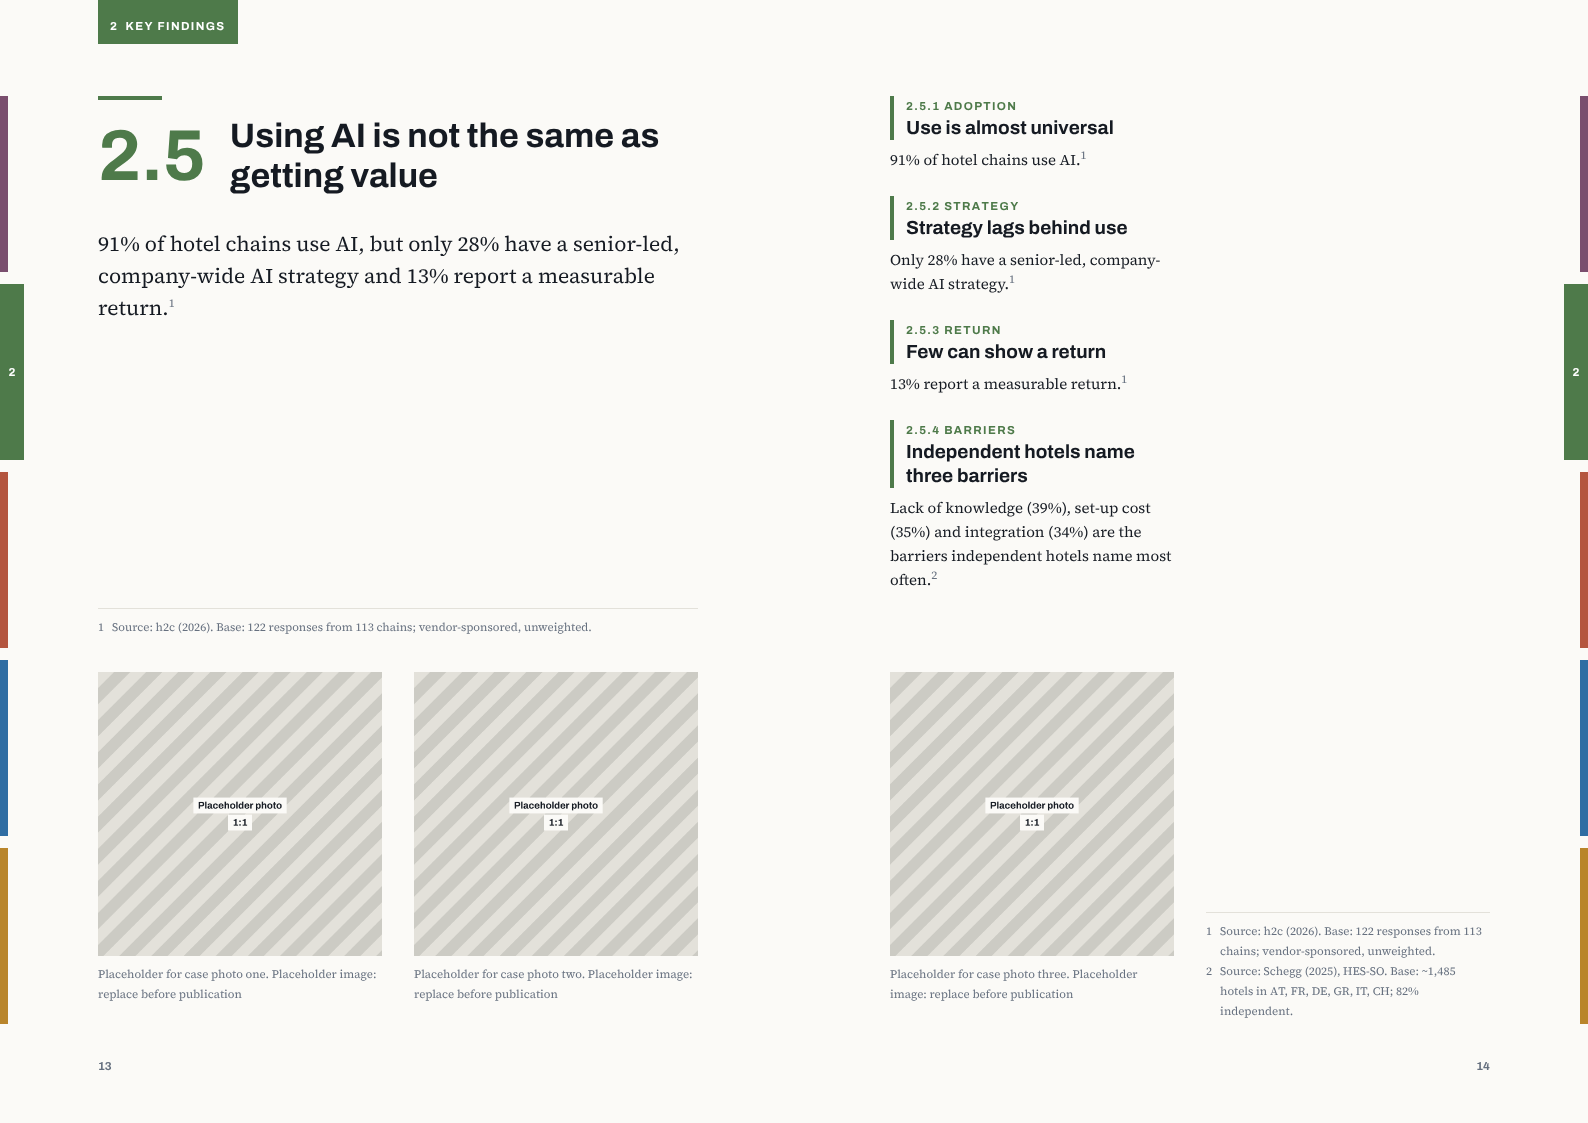 2 KEY FINDINGS
2.5
Using AI is not the same as
getting value
91% of hotel chains use AI, but only 28% have a senior-led,
company-wide AI strategy and 13% report a measurable
return.1
1 Source: h2c (2026). Base: 122 responses from 113 chains; vendor-sponsored, unweighted.
Placeholder photo
1:1
Placeholder for case photo one. Placeholder image:
replace before publication
Placeholder photo
1:1
Placeholder for case photo two. Placeholder image:
replace before publication
13
2
2.5.1 ADOPTION
Use is almost universal
91% of hotel chains use AI.1
2.5.2 STRATEGY
Strategy lags behind use
Only 28% have a senior-led, company-
wide AI strategy.1
2.5.3 RETURN
Few can show a return
13% report a measurable return.1
2.5.4 BARRIERS
Independent hotels name
three barriers
Lack of knowledge (39%), set-up cost
(35%) and integration (34%) are the
barriers independent hotels name most
often.2
Placeholder photo
1:1
Placeholder for case photo three. Placeholder
image: replace before publication
1 Source: h2c (2026). Base: 122 responses from 113
chains; vendor-sponsored, unweighted.
2 Source: Schegg (2025), HES-SO. Base: ~1,485
hotels in AT, FR, DE, GR, IT, CH; 82%
independent.
14
2